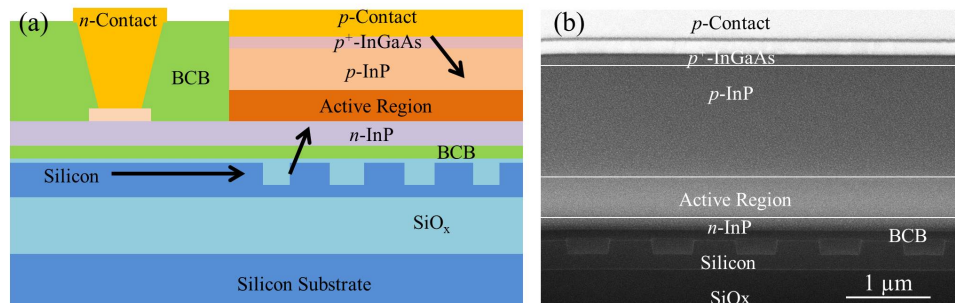 (a)
n-Contact
p-Contact
p⁺-InGaAs
BCB
p-InP
Active Region
n-InP
BCB
Silicon
SiOₓ
Silicon Substrate
(b)
p-Contact
p⁺-InGaAs
p-InP
Active Region
n-InP
BCB
Silicon
1 µm
SiOx